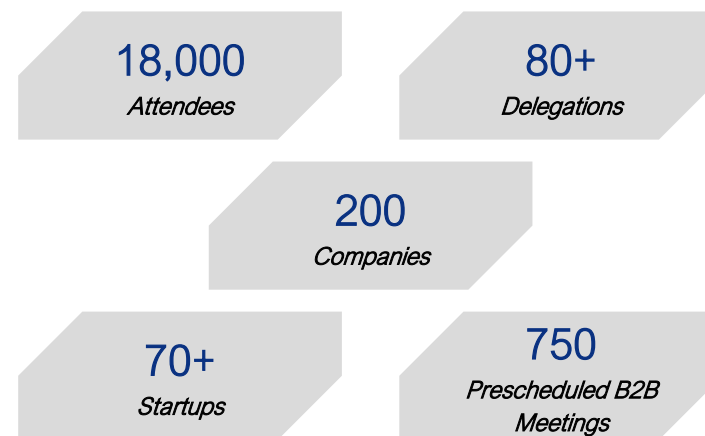 18,000
Attendees
80+
Delegations
200
Companies
70+
Startups
750
Prescheduled B2B
Meetings